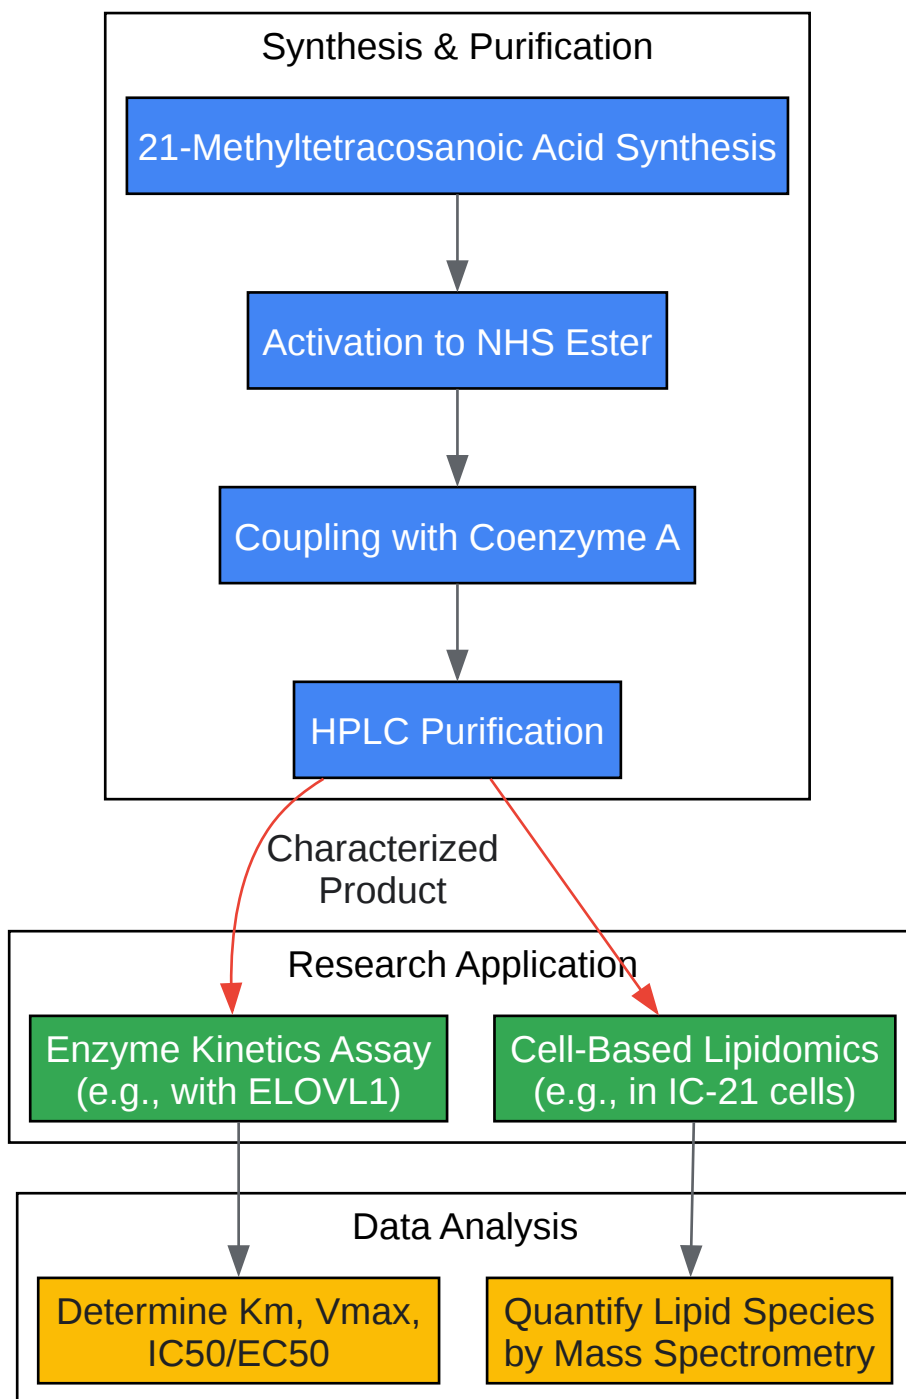 Synthesis & Purification
21-Methyltetracosanoic Acid Synthesis
Activation to NHS Ester
Coupling with Coenzyme A
HPLC Purification
Characterized
Product
Research Application
Enzyme Kinetics Assay
(e.g., with ELOVL1)
Cell-Based Lipidomics
(e.g., in IC-21 cells)
Data Analysis
Determine Km, Vmax,
IC50/EC50
Quantify Lipid Species
by Mass Spectrometry